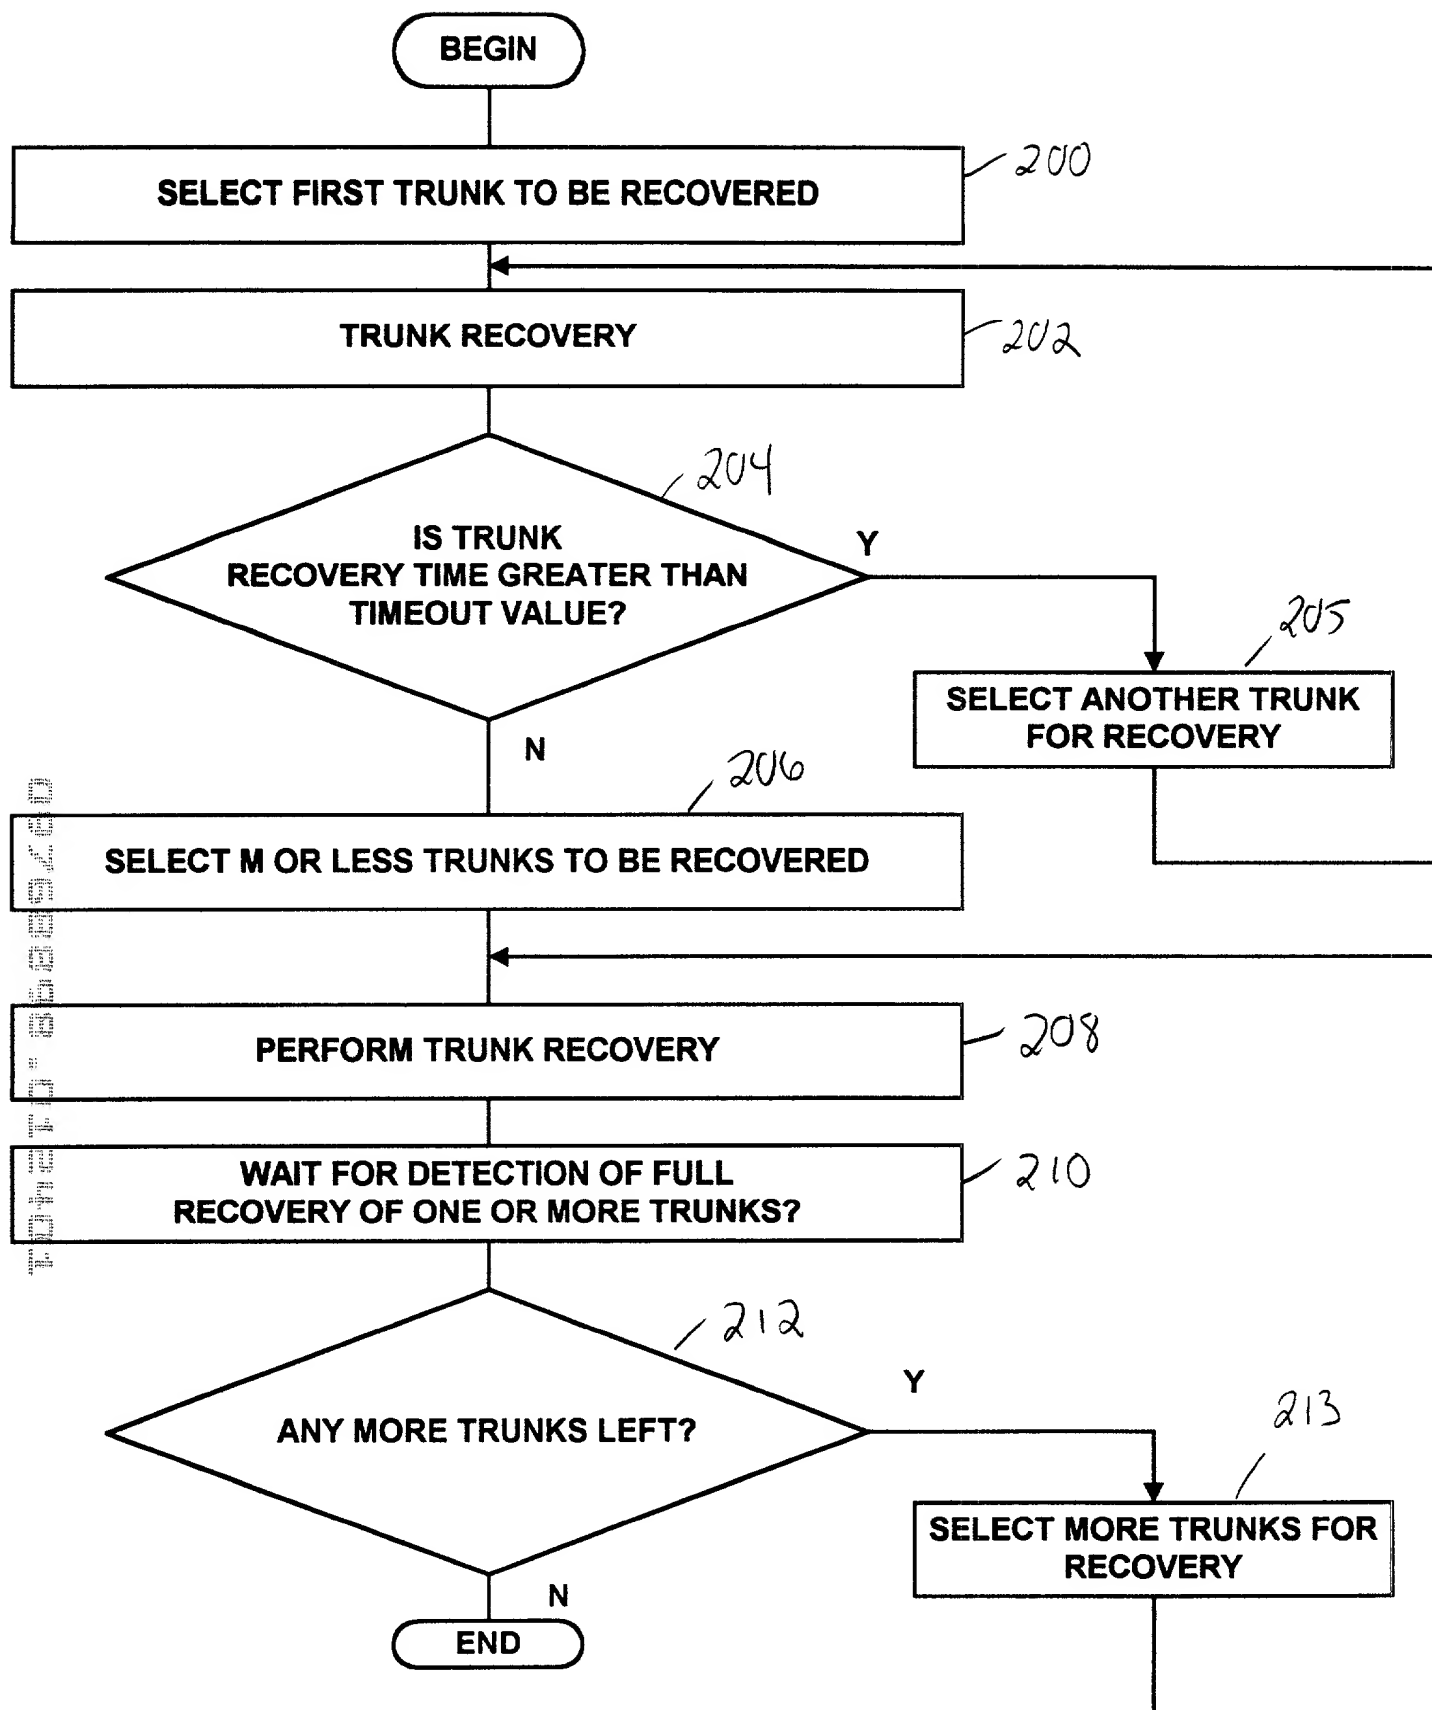 BEGIN
SELECT FIRST TRUNK TO BE RECOVERED
200
TRUNK RECOVERY
202
204
IS TRUNK
RECOVERY TIME GREATER THAN
TIMEOUT VALUE?
Y
205
SELECT ANOTHER TRUNK
FOR RECOVERY
N
206
SELECT M OR LESS TRUNKS TO BE RECOVERED
PERFORM TRUNK RECOVERY
208
WAIT FOR DETECTION OF FULL
RECOVERY OF ONE OR MORE TRUNKS?
210
212
ANY MORE TRUNKS LEFT?
Y
213
SELECT MORE TRUNKS FOR
RECOVERY
N
END